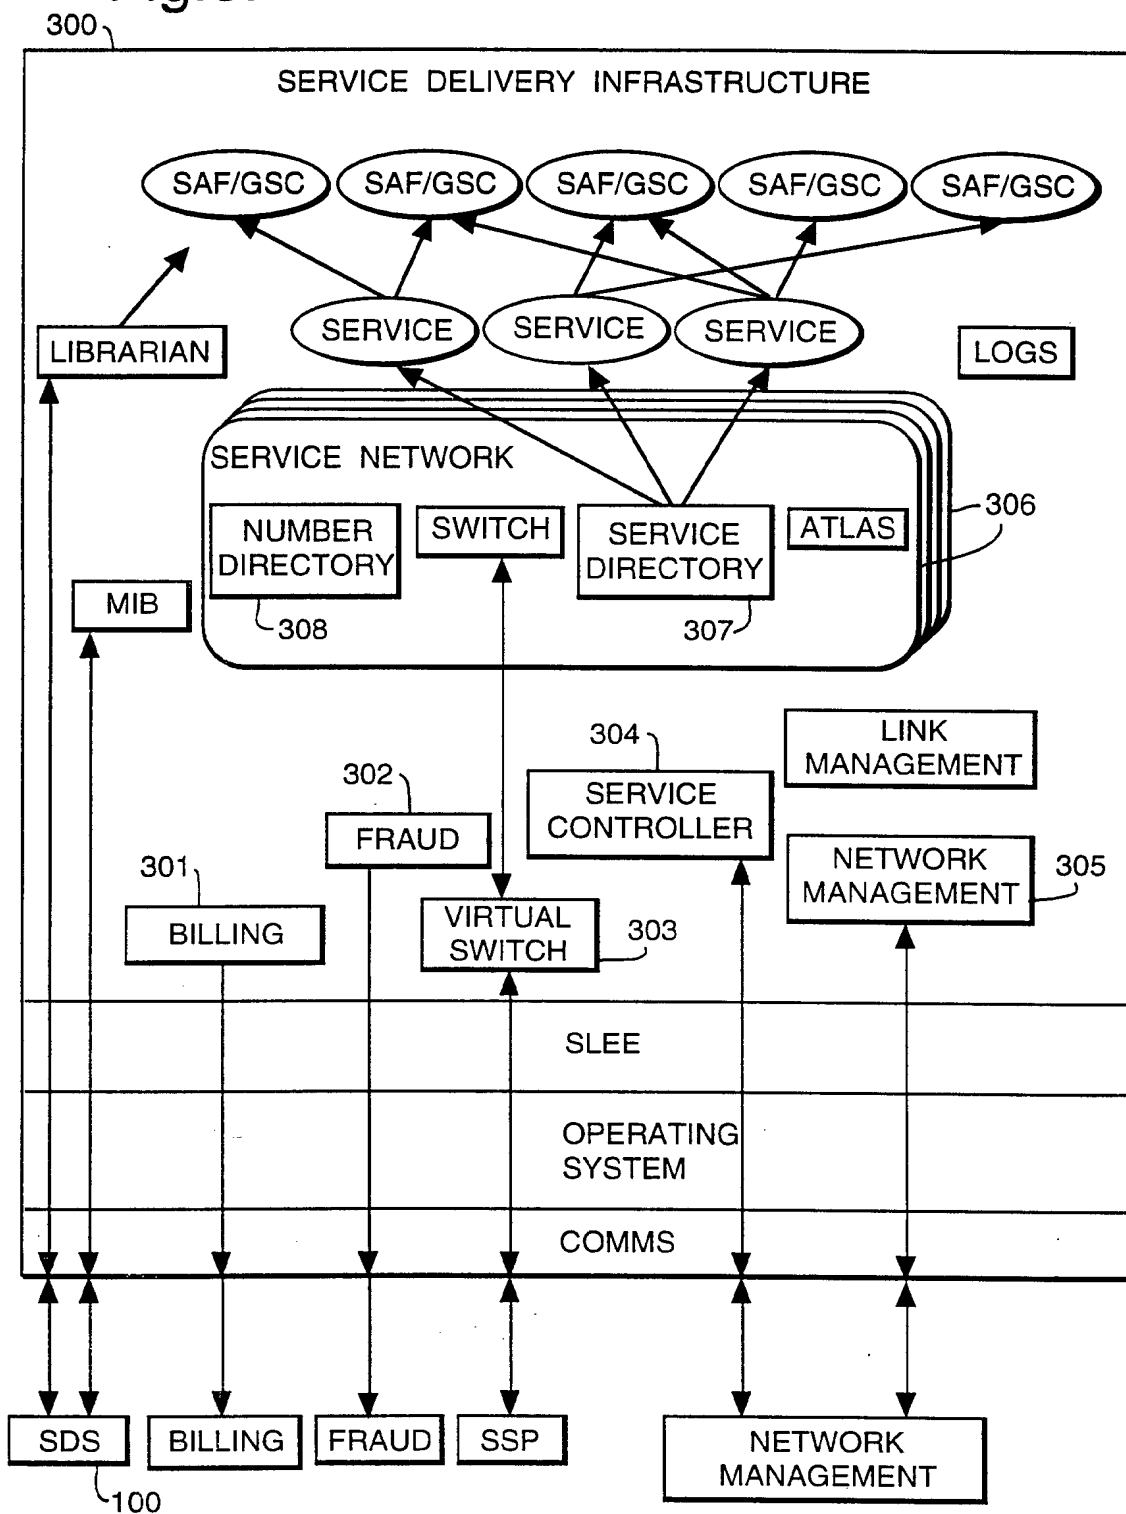 300
SERVICE DELIVERY INFRASTRUCTURE
SAF/GSC SAF/GSC SAF/GSC SAF/GSC SAF/GSC
SERVICE SERVICE SERVICE
LIBRARIAN
LOGS
SERVICE NETWORK
306
NUMBER
DIRECTORY
SWITCH
SERVICE
DIRECTORY
ATLAS
MIB
308
307
LINK
MANAGEMENT
304
302
SERVICE
CONTROLLER
FRAUD
NETWORK
MANAGEMENT
305
301
BILLING
VIRTUAL
SWITCH
303
SLEE
OPERATING
SYSTEM
COMMS
SDS
BILLING
FRAUD
SSP
NETWORK
MANAGEMENT
100